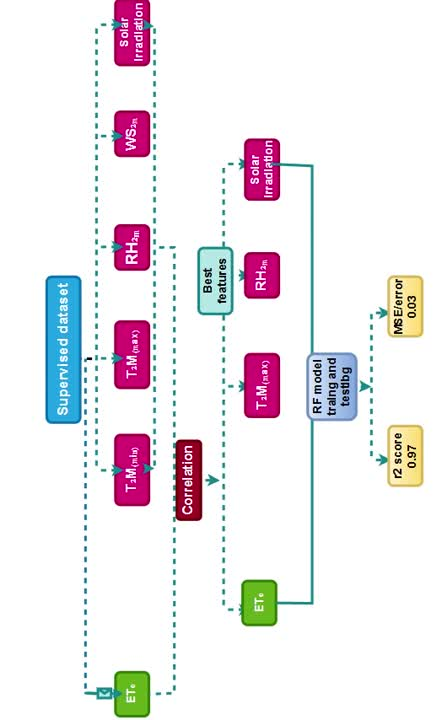 Supervised dataset
ET₀
T₂M(min)
T₂M(max)
RH₂m
WS₂m
Solar
Irradiation
Correlation
Best
features
ET₀
T₂M(max)
RH₂m
Solar
Irradiation
RF model
traing and
testibg
r2 score
0.97
MSE/error
0.03